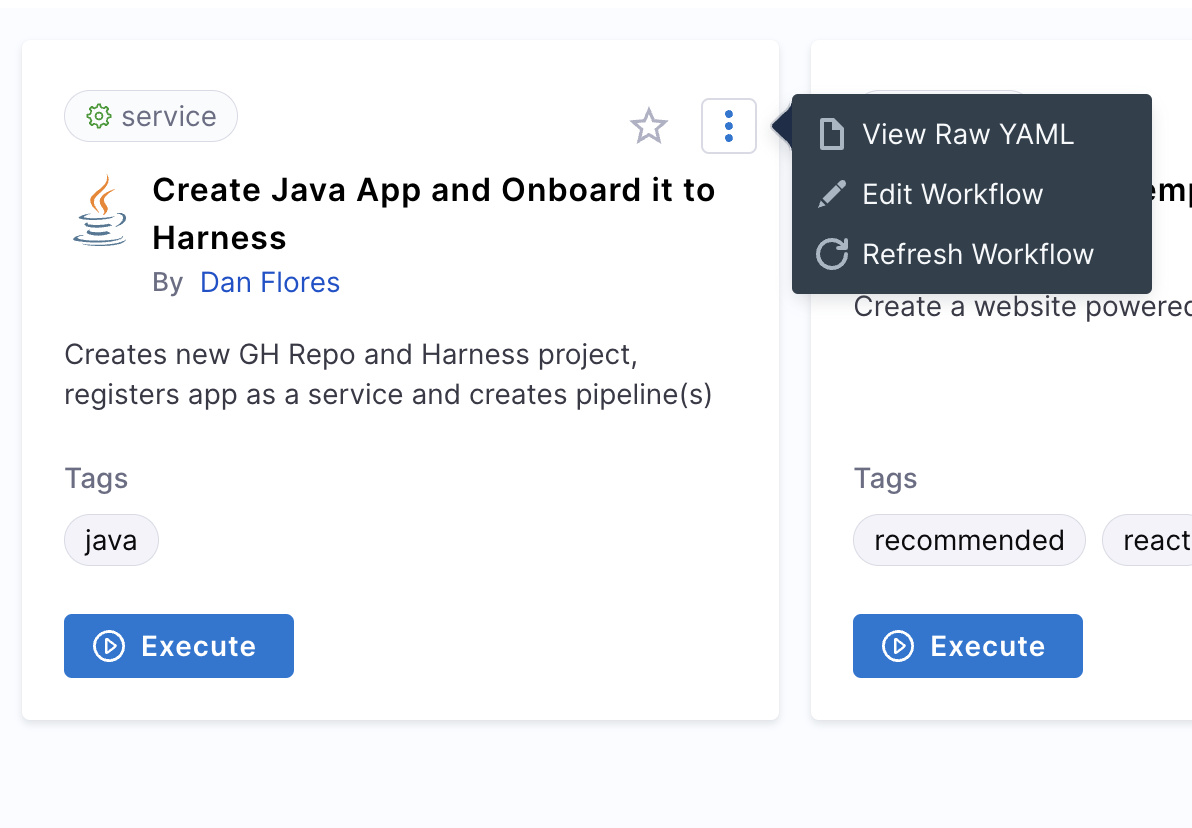 service
Create Java App and Onboard it to
Harness
By Dan Flores
Creates new GH Repo and Harness project,
registers app as a service and creates pipeline(s)
Tags
java
Execute
View Raw YAML
Edit Workflow
Refresh Workflow
Create a website powered
Tags
recommended
react
Execute